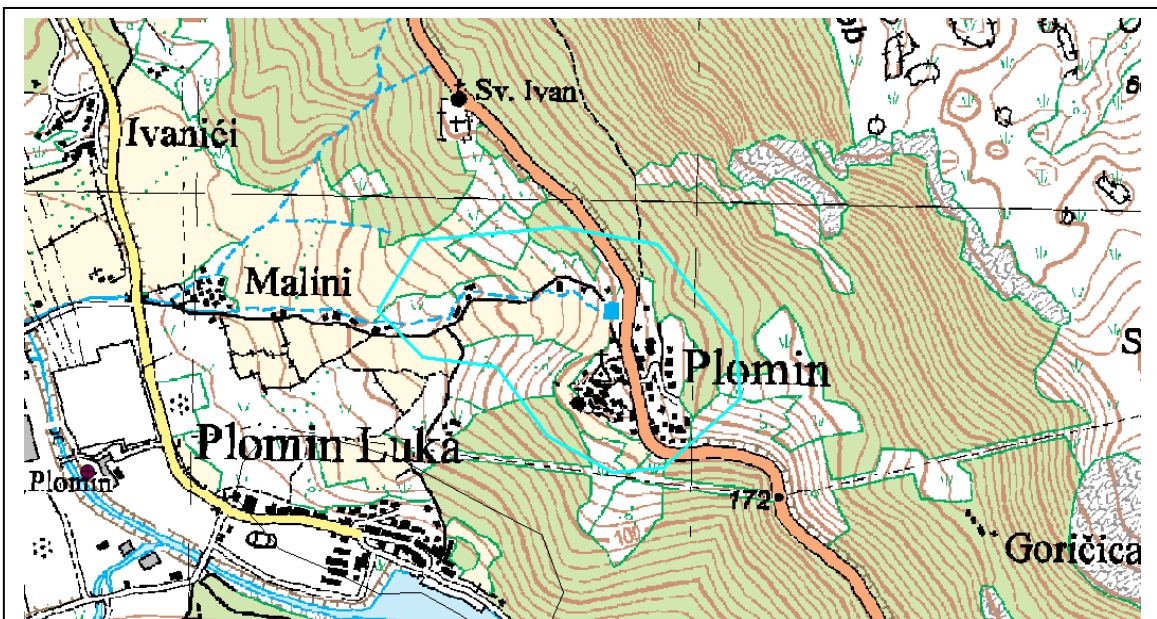 Sv. Ivan
Ivanići
Malini
Plomin
Plomin Luka
Plomin
172
100
Goričica
S